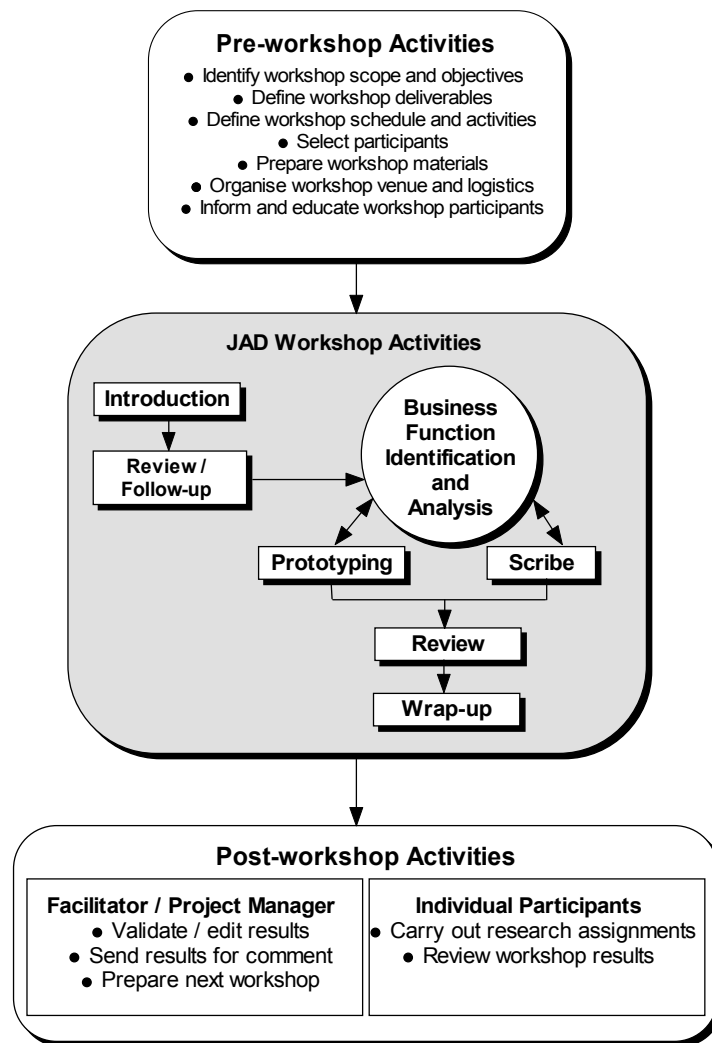 Pre-workshop Activities
● Identify workshop scope and objectives
● Define workshop deliverables
● Define workshop schedule and activities
● Select participants
● Prepare workshop materials
● Organise workshop venue and logistics
● Inform and educate workshop participants
JAD Workshop Activities
Introduction
Review /
Follow-up
Business
Function
Identification
and
Analysis
Prototyping
Scribe
Review
Wrap-up
Post-workshop Activities
Facilitator / Project Manager
● Validate / edit results
● Send results for comment
● Prepare next workshop
Individual Participants
● Carry out research assignments
● Review workshop results